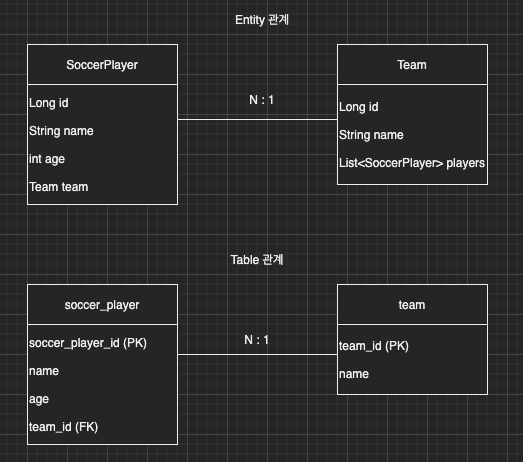 Entity 관계
SoccerPlayer
Long id
String name
int age
Team team
N : 1
Team
Long id
String name
List<SoccerPlayer> players
Table 관계
soccer_player
soccer_player_id (PK)
name
age
team_id (FK)
N : 1
team
team_id (PK)
name